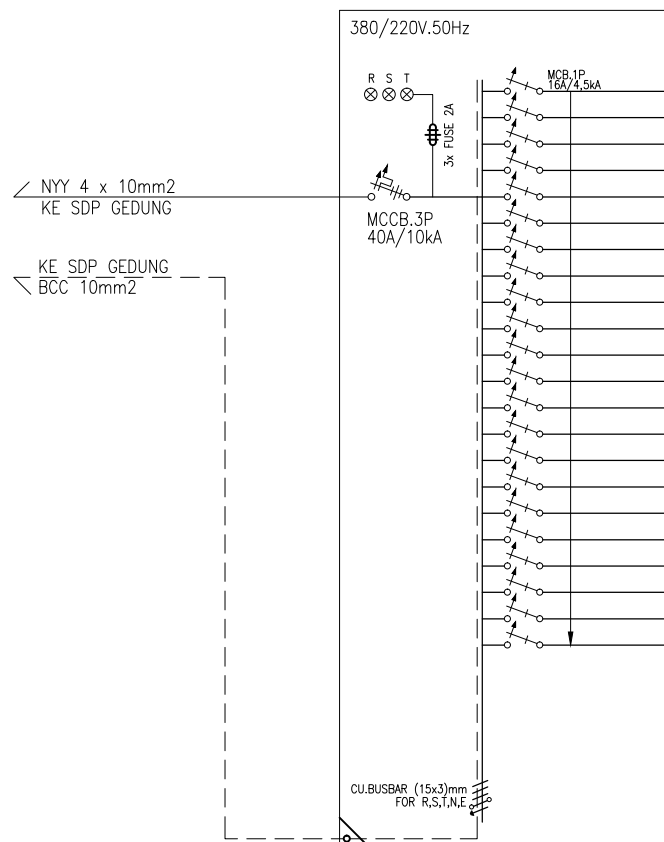 380/220V.50Hz
R S T
3x FUSE 2A
MCB.1P
16A/4,5kA
NYY 4 x 10mm2
KE SDP GEDUNG
MCCB.3P
40A/10kA
KE SDP GEDUNG
BCC 10mm2
CU.BUSBAR (15x3)mm
FOR R,S,T,N,E